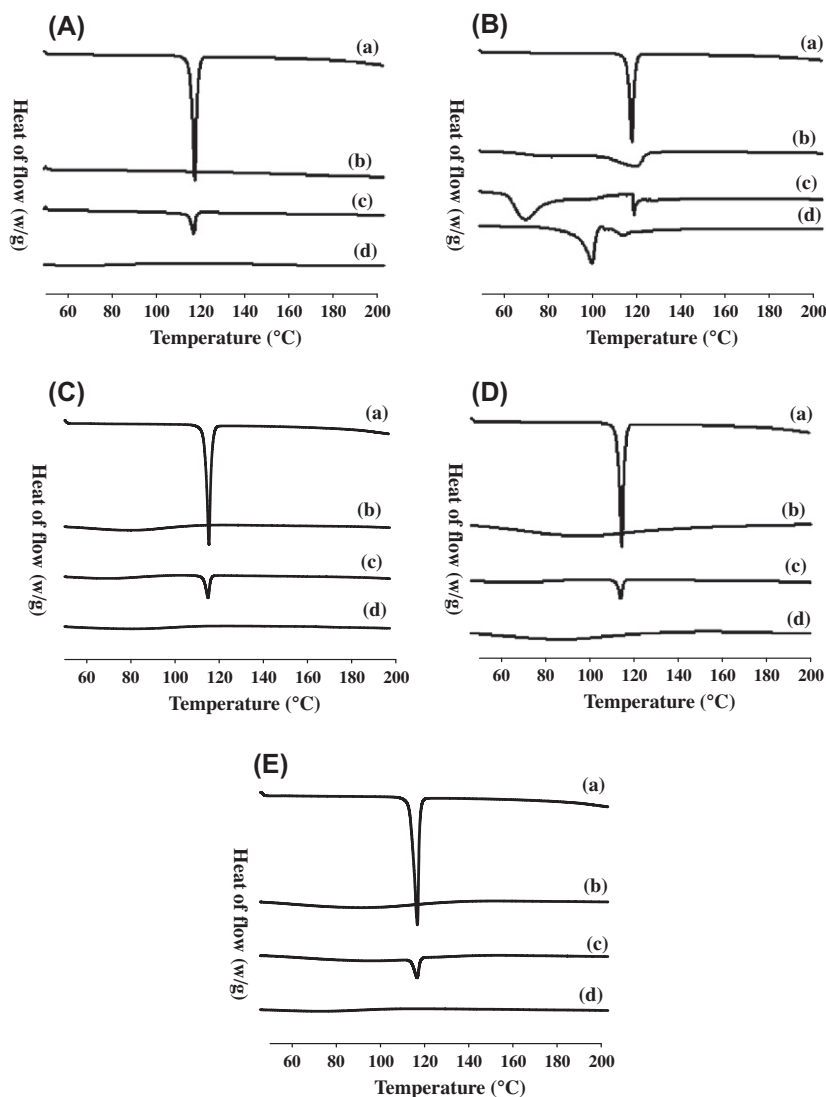 (A)
(a)
(b)
(c)
(d)
Heat of flow (w/g)
60 80 100 120 140 160 180 200
Temperature (°C)
(B)
(a)
(b)
(c)
(d)
Heat of flow (w/g)
60 80 100 120 140 160 180 200
Temperature (°C)
(C)
(a)
(b)
(c)
(d)
Heat of flow (w/g)
60 80 100 120 140 160 180 200
Temperature (°C)
(D)
(a)
(b)
(c)
(d)
Heat of flow (w/g)
60 80 100 120 140 160 180 200
Temperature (°C)
(E)
(a)
(b)
(c)
(d)
Heat of flow (w/g)
60 80 100 120 140 160 180 200
Temperature (°C)